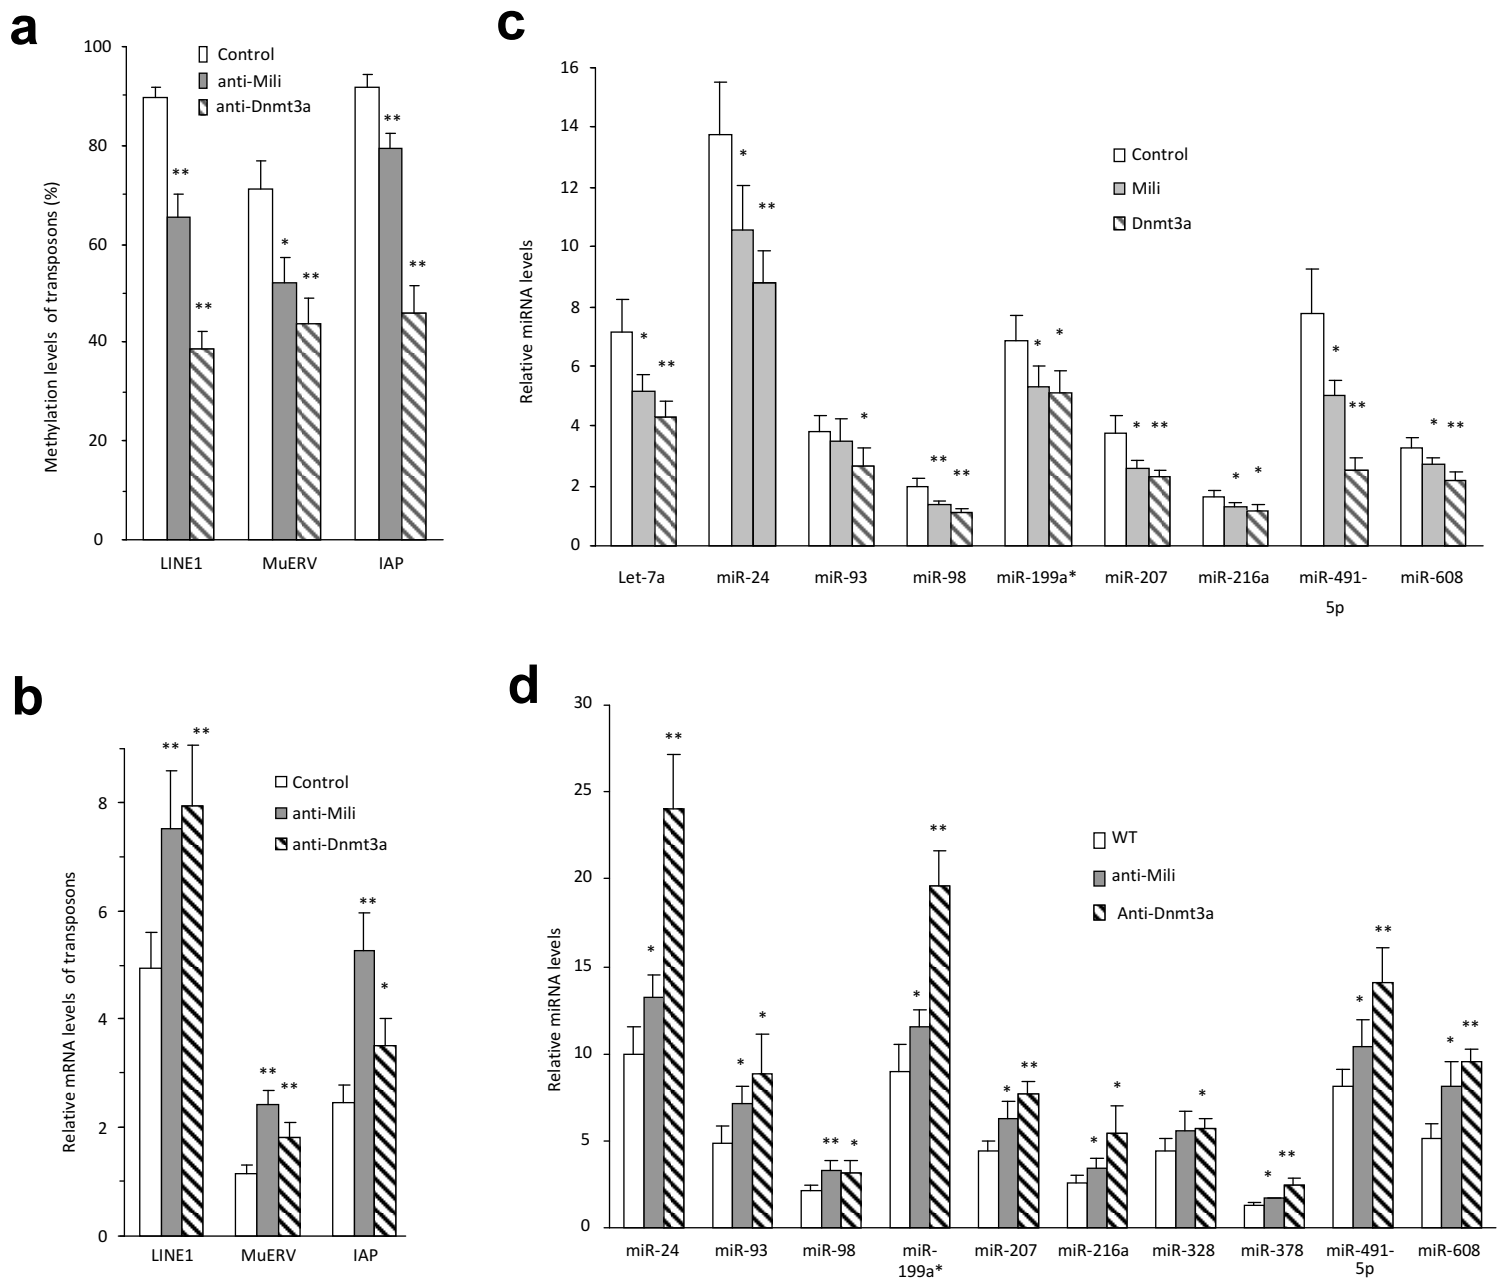 a
100
80
60
40
20
0
Methylation levels of transposons (%)
Control
anti-Mili
anti-Dnmt3a
**
**
*
**
**
**
LINE1 MuERV IAP
c
16
14
12
10
8
6
4
2
0
Relative miRNA levels
Control
Mili
Dnmt3a
*
**
*
**
*
**
**
*
*
*
**
*
*
*
**
*
**
Let-7a miR-24 miR-93 miR-98 miR-199a* miR-207 miR-216a miR-491- miR-608
5p
b
8
6
4
2
0
Relative mRNA levels of transposons
Control
anti-Mili
anti-Dnmt3a
**
**
**
**
**
*
LINE1 MuERV IAP
d
30
25
20
15
10
5
0
Relative miRNA levels
WT
anti-Mili
Anti-Dnmt3a
*
**
*
*
**
*
*
**
*
**
*
*
*
*
**
*
**
*
**
miR-24 miR-93 miR-98 miR- miR-207 miR-216a miR-328 miR-378 miR-491- miR-608
199a* 5p